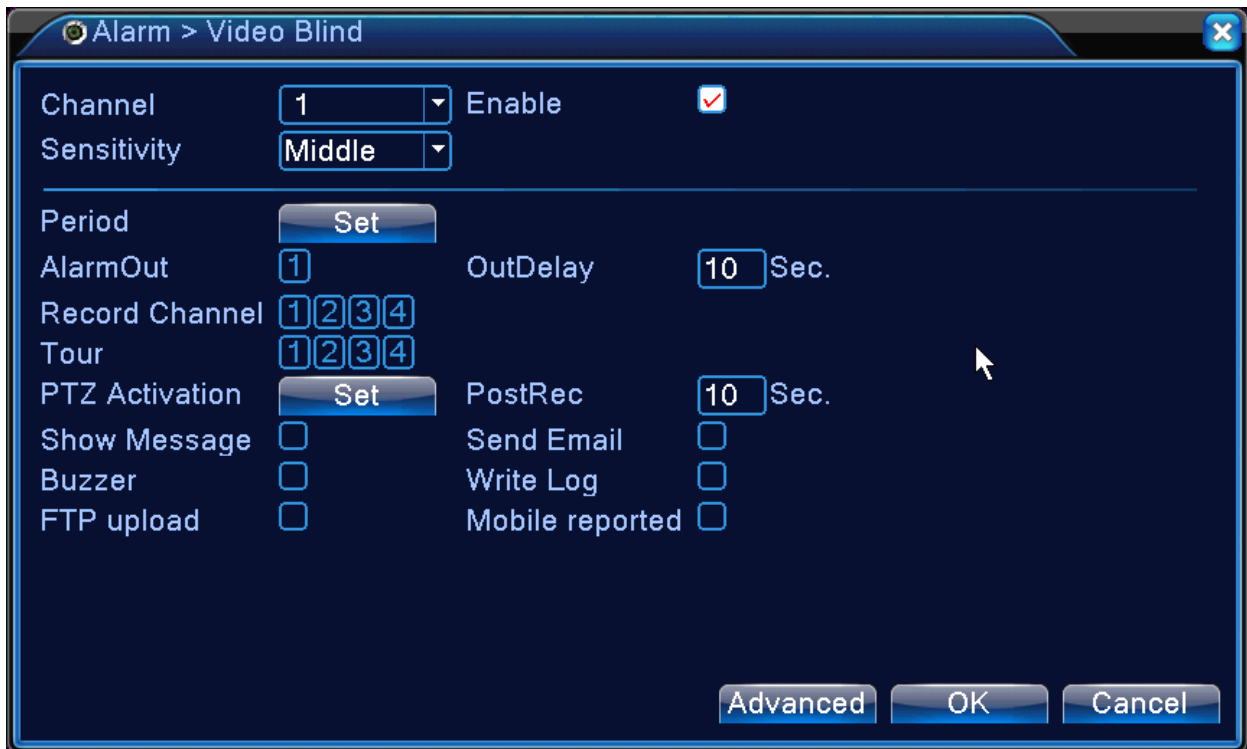 Alarm > Video Blind
Channel 1 Enable
Sensitivity Middle
Period Set
AlarmOut 1 OutDelay 10 Sec.
Record Channel 1 2 3 4
Tour 1 2 3 4
PTZ Activation Set PostRec 10 Sec.
Show Message Send Email
Buzzer Write Log
FTP upload Mobile reported
Advanced OK Cancel